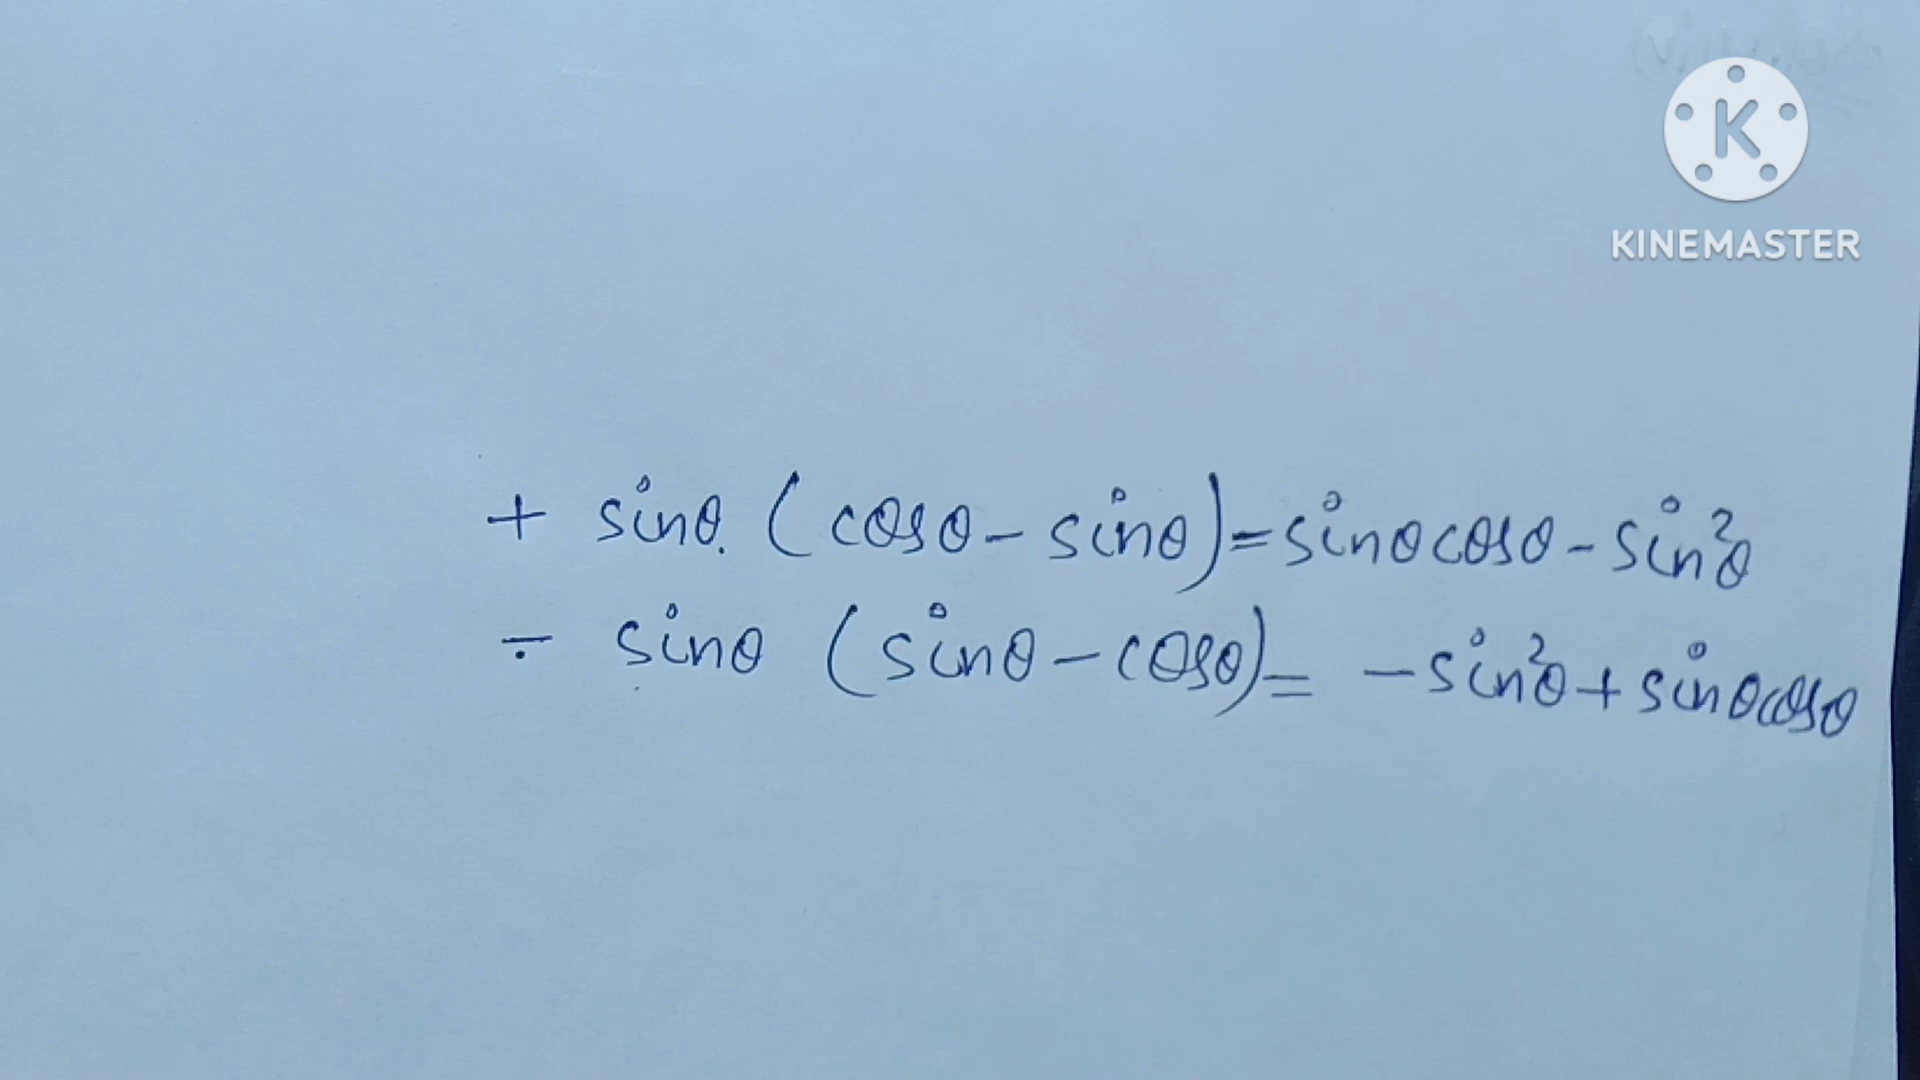 KINEMASTER
+ sinθ. (cosθ - sinθ) = sinθcosθ - sin²θ
- sinθ (sinθ - cosθ) = - sin²θ + sinθcosθ